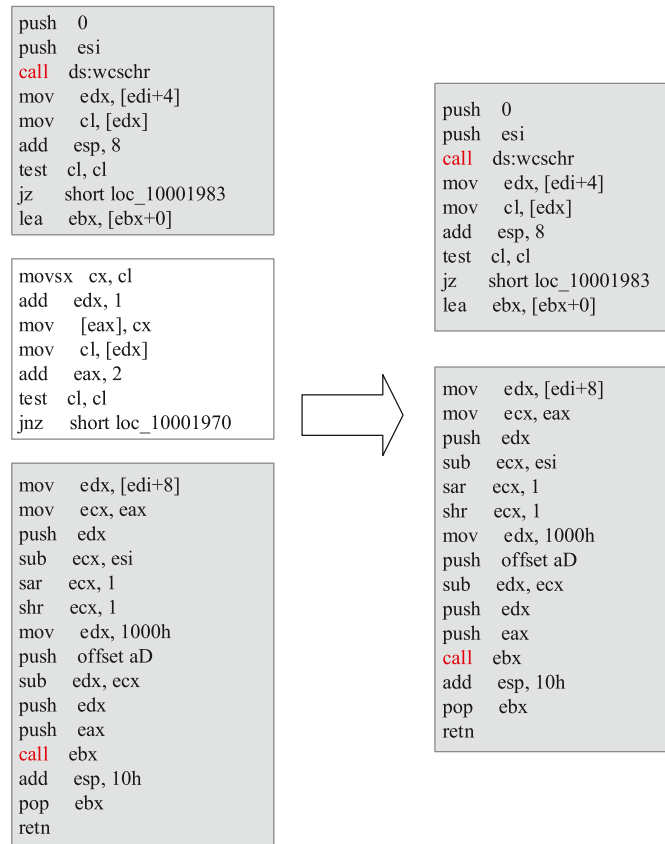 push 0
push esi
call ds:wcschr
mov edx, [edi+4]
mov cl, [edx]
add esp, 8
test cl, cl
jz short loc_10001983
lea ebx, [ebx+0]
movsx cx, cl
add edx, 1
mov [eax], cx
mov cl, [edx]
add eax, 2
test cl, cl
jnz short loc_10001970
mov edx, [edi+8]
mov ecx, eax
push edx
sub ecx, esi
sar ecx, 1
shr ecx, 1
mov edx, 1000h
push offset aD
sub edx, ecx
push edx
push eax
call ebx
add esp, 10h
pop ebx
retn
push 0
push esi
call ds:wcschr
mov edx, [edi+4]
mov cl, [edx]
add esp, 8
test cl, cl
jz short loc_10001983
lea ebx, [ebx+0]
mov edx, [edi+8]
mov ecx, eax
push edx
sub ecx, esi
sar ecx, 1
shr ecx, 1
mov edx, 1000h
push offset aD
sub edx, ecx
push edx
push eax
call ebx
add esp, 10h
pop ebx
retn